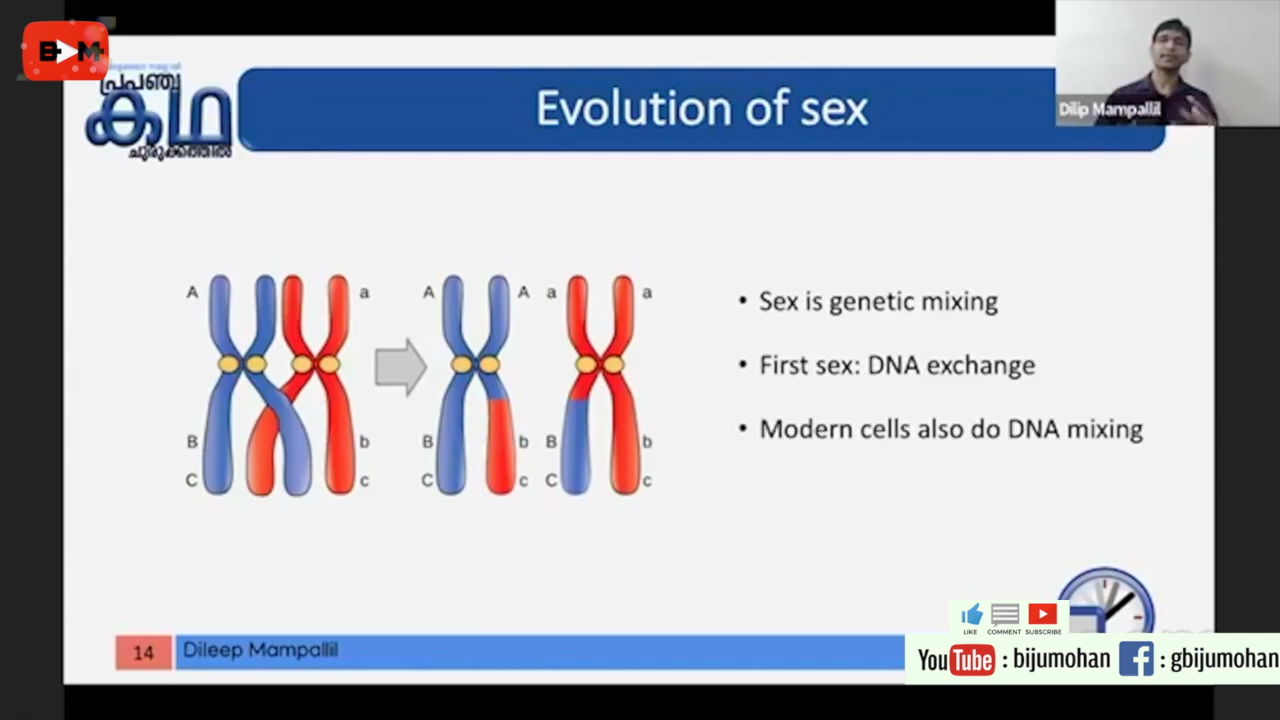 B M
പ്രപഞ്ച
കഥ
ചുരുക്കത്തിൽ
Evolution of sex
Dilip Mampallil
A a A A a a
B b B b B b
C c C c C c
• Sex is genetic mixing
• First sex: DNA exchange
• Modern cells also do DNA mixing
14 Dileep Mampallil
LIKE COMMENT SUBSCRIBE
YouTube : bijumohan f : gbijumohan